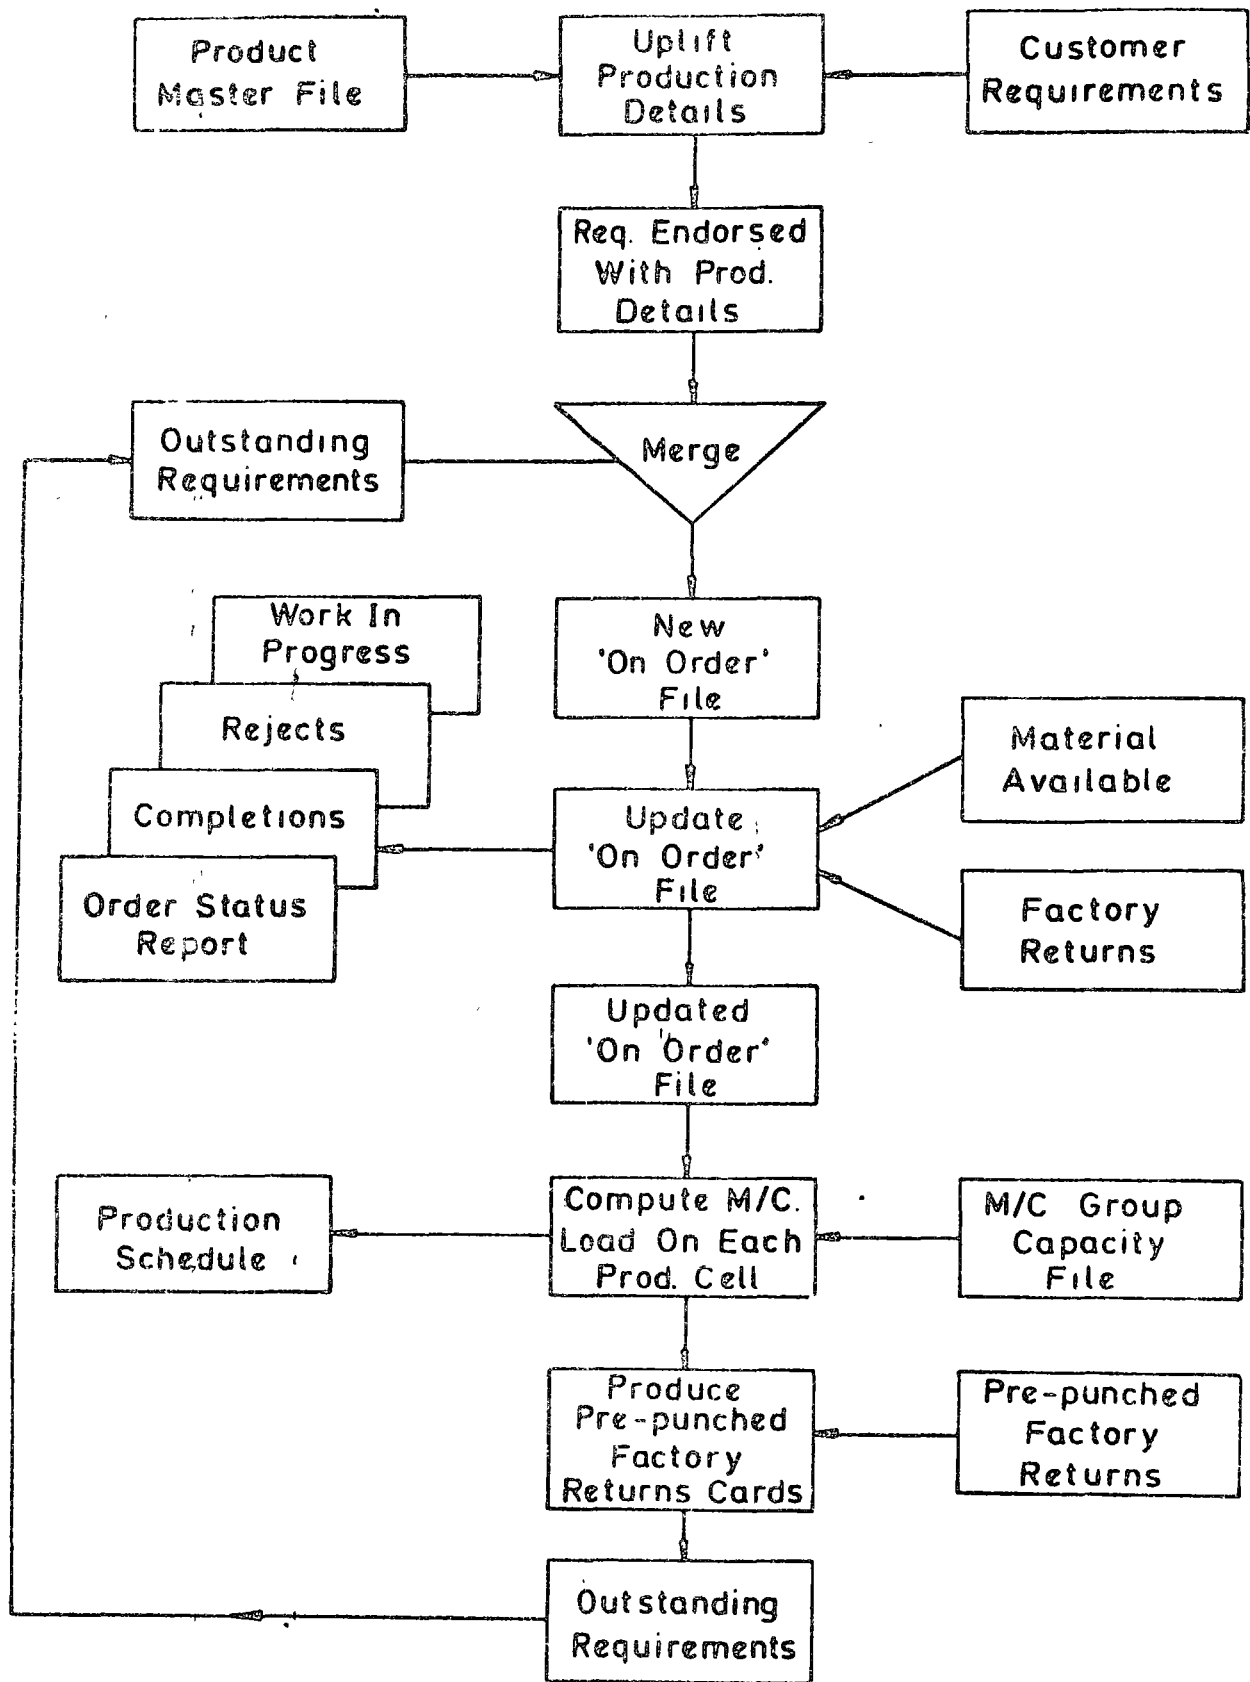 Product
Master File
Uplift
Production
Details
Customer
Requirements
Req. Endorsed
With Prod.
Details
Outstanding
Requirements
Merge
Work In
Progress
Rejects
Completions
Order Status
Report
New
'On Order'
File
Update
'On Order'
File
Material
Available
Factory
Returns
Updated
'On Order'
File
Production
Schedule
Compute M/C.
Load On Each
Prod. Cell
M/C Group
Capacity
File
Produce
Pre-punched
Factory
Returns Cards
Pre-punched
Factory
Returns
Outstanding
Requirements